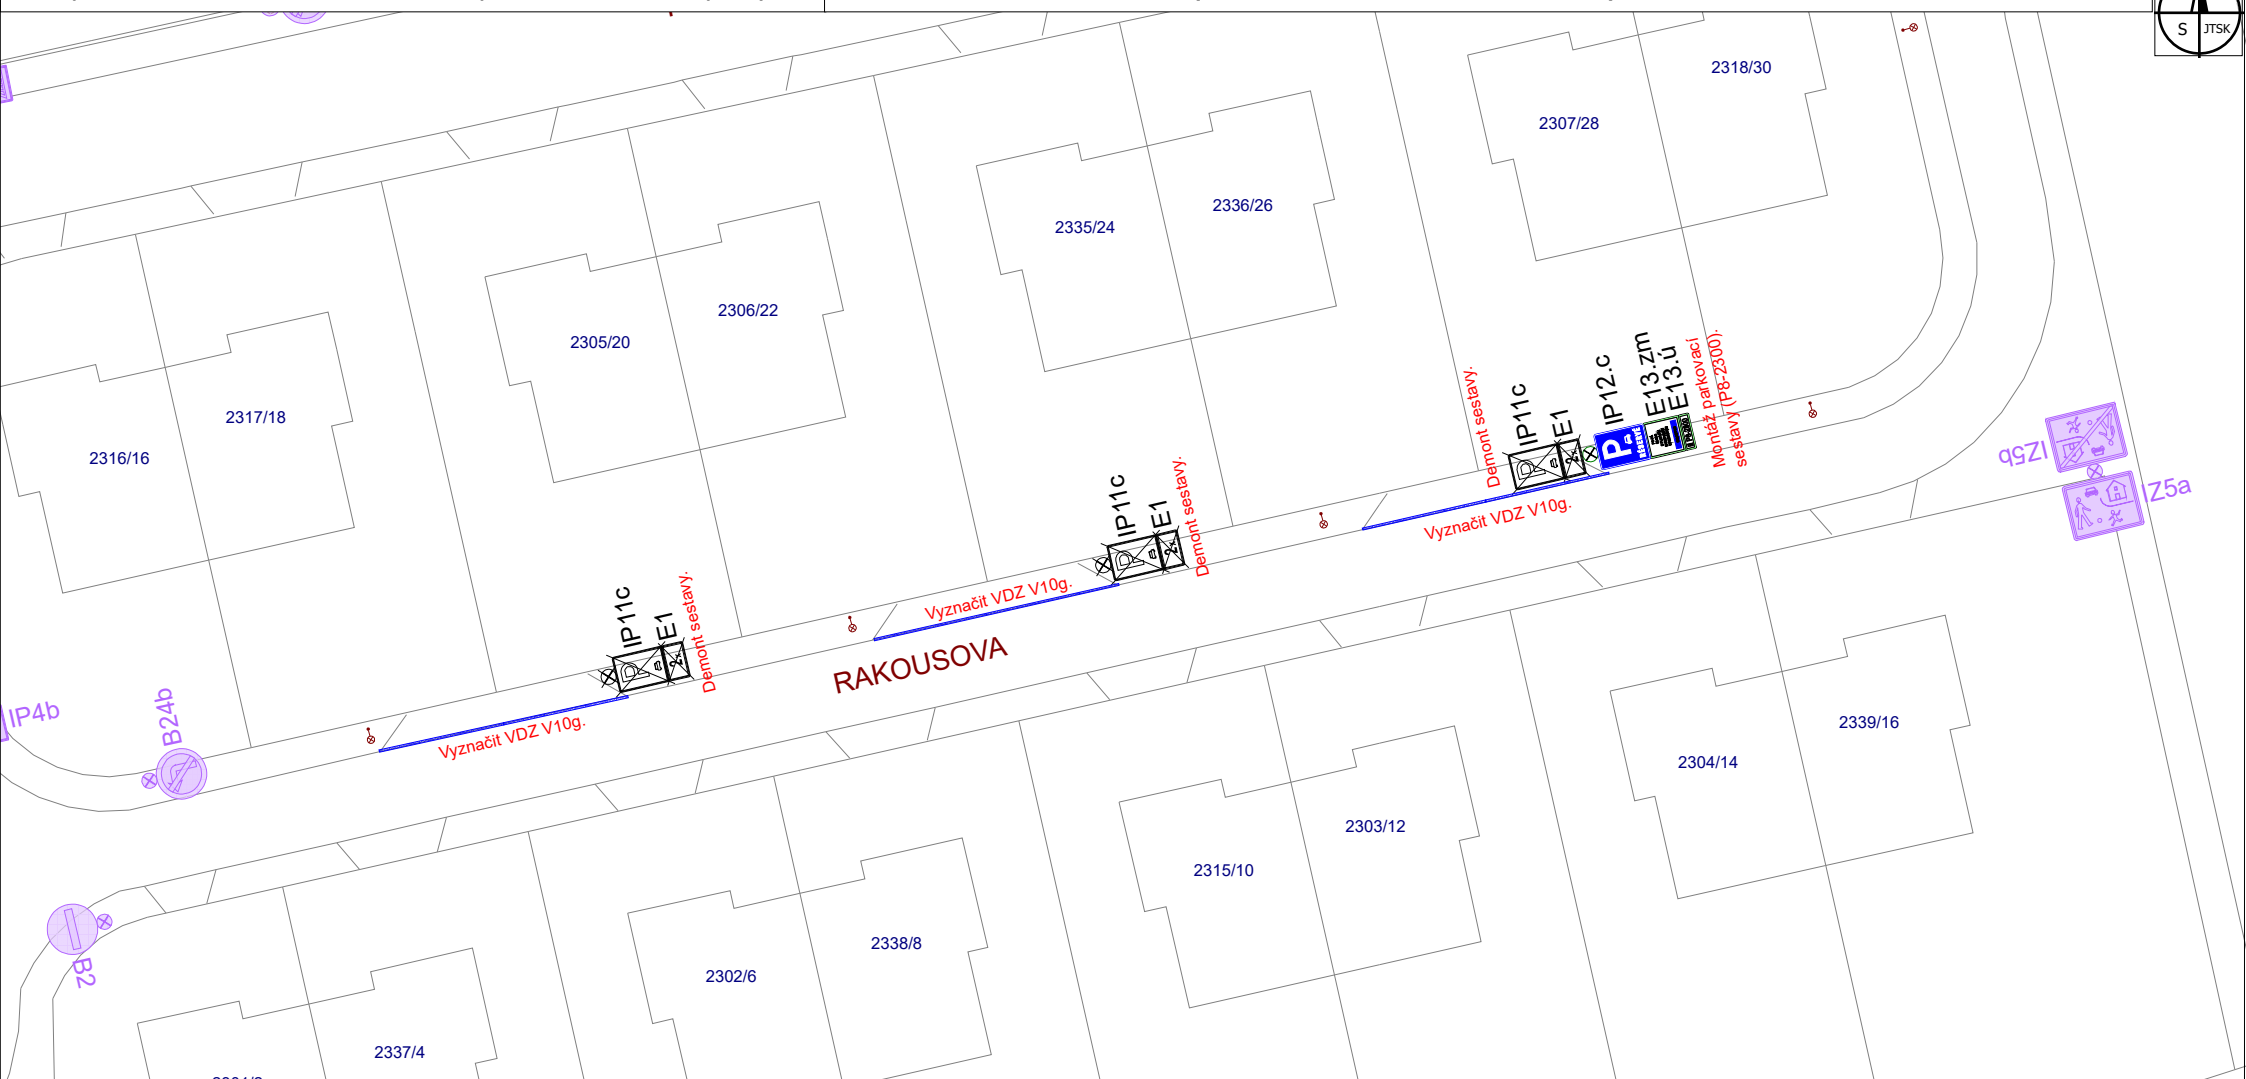 S
JTSK
2318/30
2307/28
2335/24
2336/26
2305/20
2306/22
2317/18
2316/16
Demont sestavy.
IP11c
E1
2x
IP12.c
P
E13.zm
E13.ú
Montáž parkovací
sestavy (P8-2300).
Vyznačit VDZ V10g.
IP11c
E1
2x
Demont sestavy.
Vyznačit VDZ V10g.
IP11c
E1
2x
Demont sestavy.
Vyznačit VDZ V10g.
RAKOUSOVA
IZ5b
IZ5a
IP4b
B24b
B2
2304/14
2339/16
2315/10
2303/12
2302/6
2338/8
2337/4